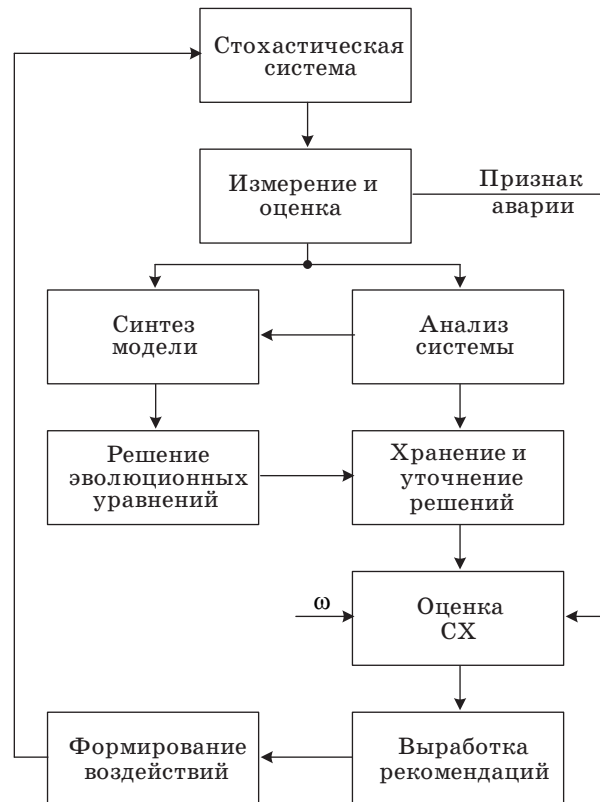 Стохастическая
система
Измерение и
оценка
Признак
аварии
Синтез
модели
Анализ
системы
Решение
эволюционных
уравнений
Хранение и
уточнение
решений
ω
Оценка
СХ
Формирование
воздействий
Выработка
рекомендаций